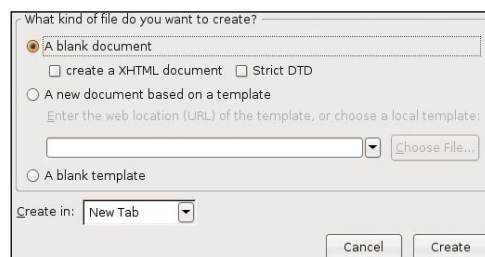 What kind of file do you want to create?
A blank document
create a XHTML document Strict DTD
A new document based on a template
Enter the web location (URL) of the template, or choose a local template:
Choose File...
A blank template
Create in: New Tab
Cancel Create